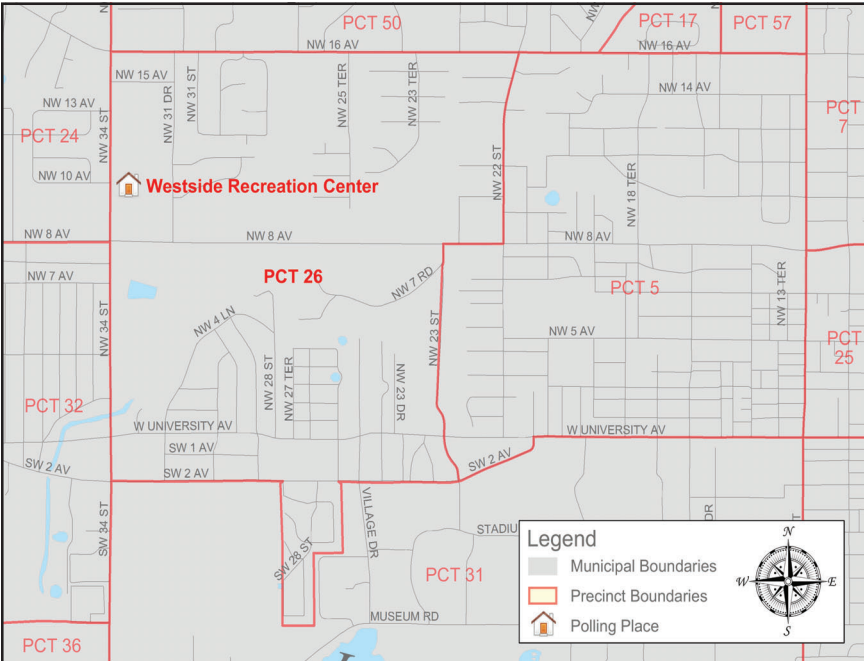 PCT 50
PCT 17
PCT 57
NW
N
NW 16 AV
NW 16 AV
NW 15 AV
NW 31 ST
NW 25 TER
NW 23 TER
NW 14 AV
NW 13 AV
NW 34 ST
NW 31 DR
PCT 24
PCT
7
NW 10 AV
Westside Recreation Center
NW 22 ST
NW 18 TER
NW 8 AV
NW 8 AV
NW 8 AV
NW 7 AV
PCT 26
NW 7 RD
PCT 5
NW 13 TER
NW 34 ST
NW 4 LN
NW 23 ST
NW 5 AV
PCT
25
NW 28 ST
NW 27 TER
NW 23 DR
PCT 32
W UNIVERSITY AV
W UNIVERSITY AV
SW 1 AV
SW 2 AV
SW 2 AV
SW 2 AV
SW 34 ST
VILLAGE DR
STADIU
DR
ST
SW 28 ST
PCT 31
MUSEUM RD
PCT 36
L
Legend
Municipal Boundaries
Precinct Boundaries
Polling Place
N
W
E
S